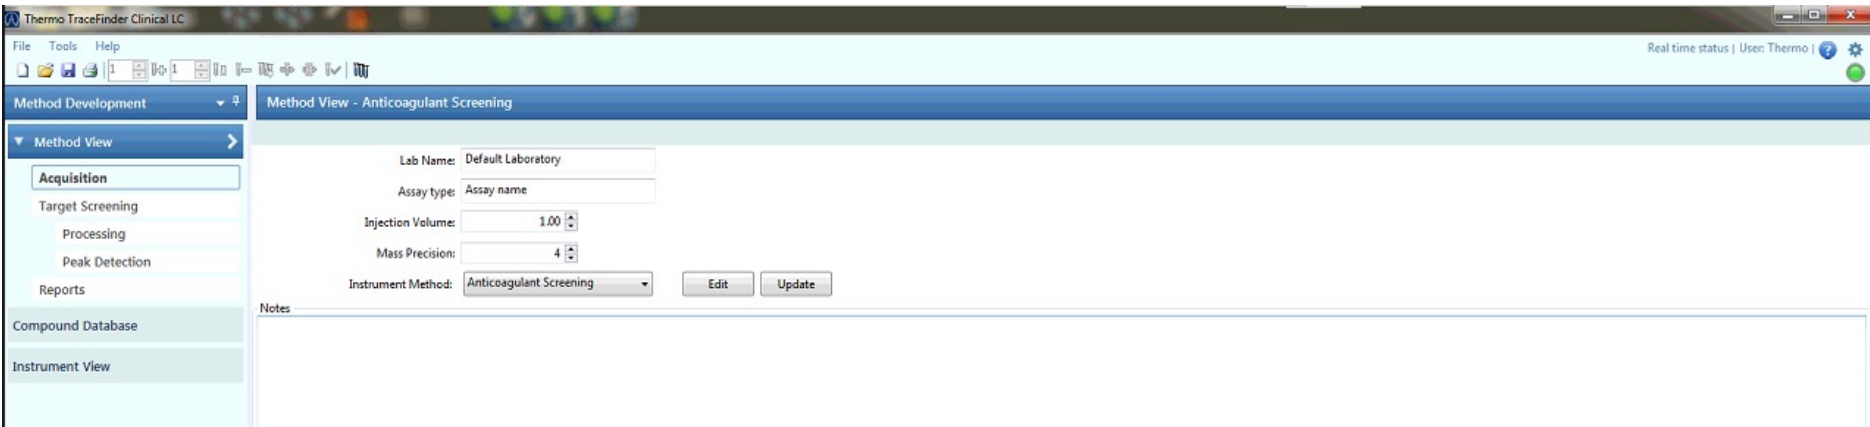 Thermo TraceFinder Clinical LC
File Tools Help
Real time status | User: Thermo |
1 1
Method Development
Method View - Anticoagulant Screening
Method View
Acquisition
Target Screening
Processing
Peak Detection
Reports
Compound Database
Instrument View
Lab Name: Default Laboratory
Assay type: Assay name
Injection Volume: 1.00
Mass Precision: 4
Instrument Method: Anticoagulant Screening Edit Update
Notes